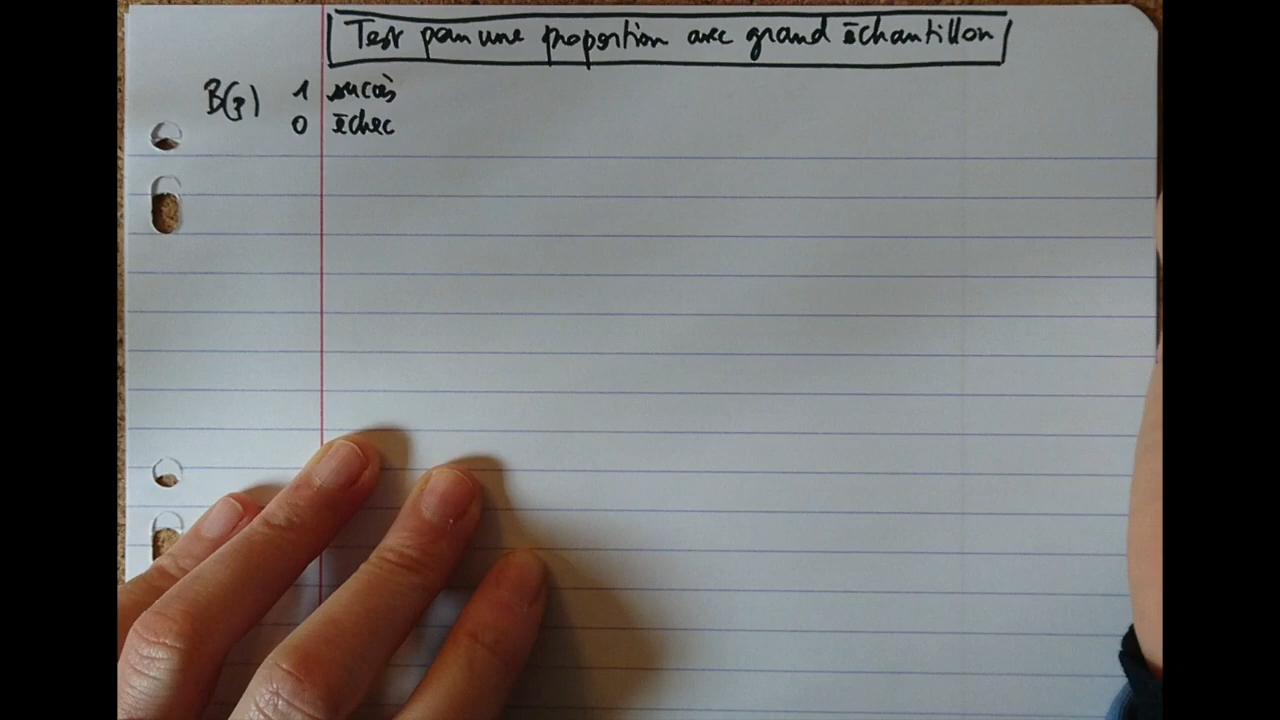 Test pour une proportion avec grand échantillon
B(p) 1 succès
0 échec